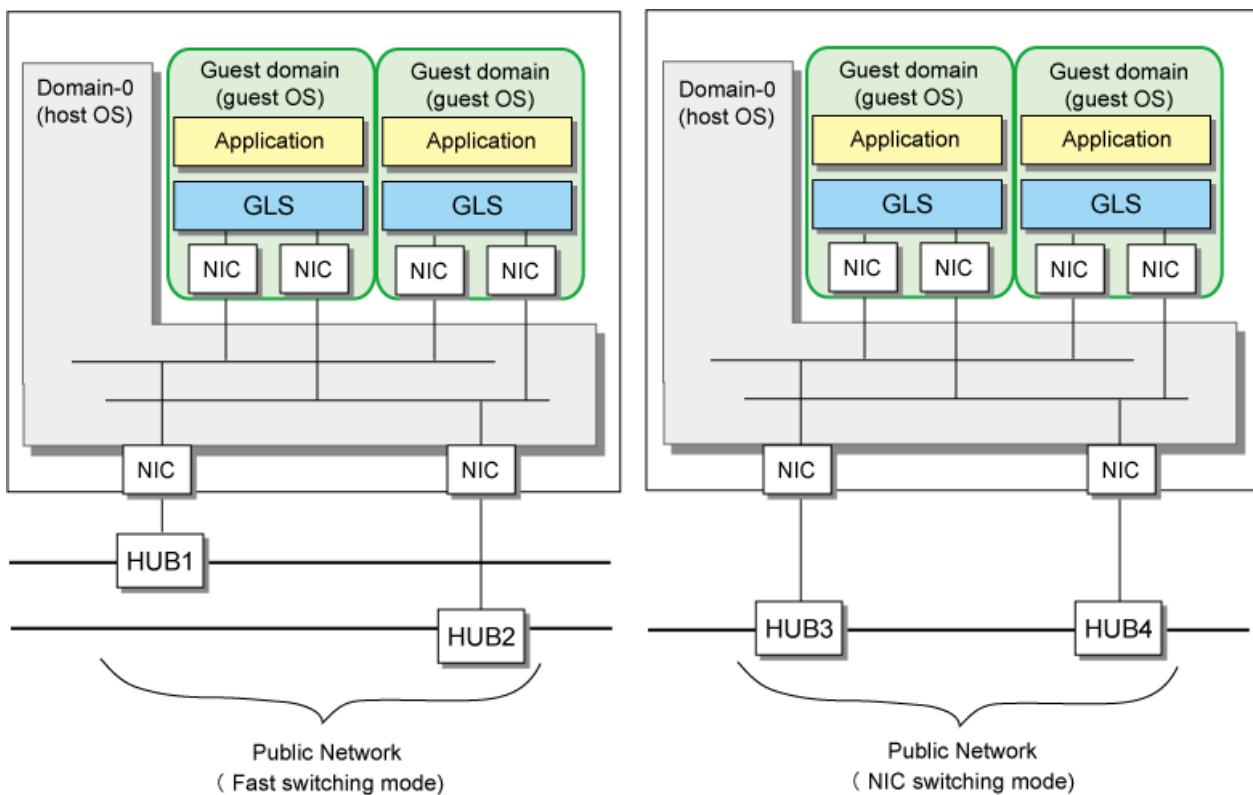 Domain-0
(host OS)
Guest domain
(guest OS)
Application
GLS
NIC
NIC
Guest domain
(guest OS)
Application
GLS
NIC
NIC
NIC
NIC
HUB1
HUB2
Public Network
( Fast switching mode)
Domain-0
(host OS)
Guest domain
(guest OS)
Application
GLS
NIC
NIC
Guest domain
(guest OS)
Application
GLS
NIC
NIC
NIC
NIC
HUB3
HUB4
Public Network
( NIC switching mode)